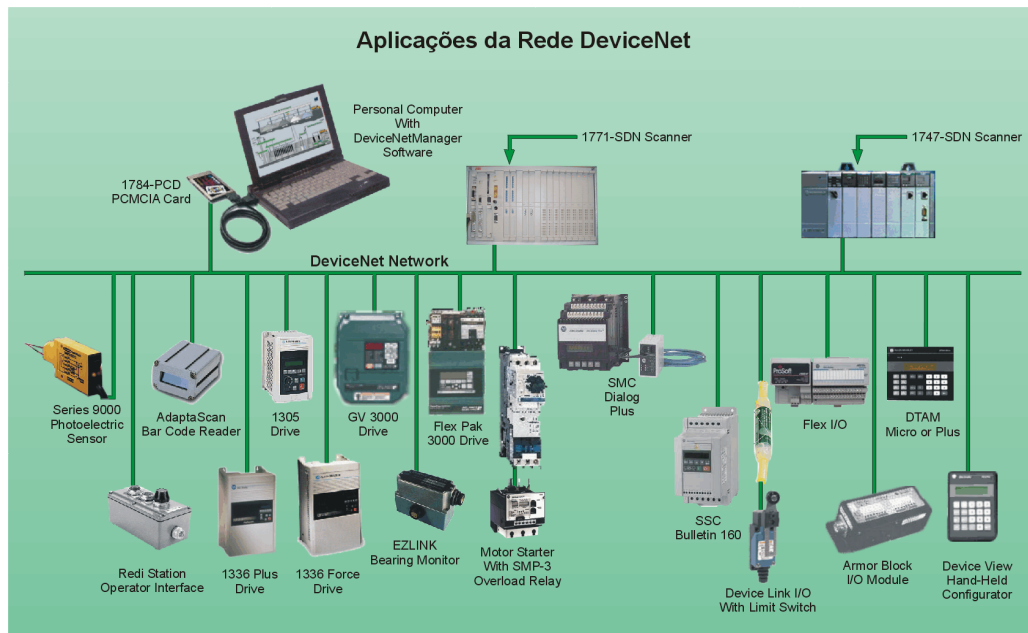 Aplicações da Rede DeviceNet
Personal Computer
With
DeviceNetManager
Software
1784-PCD
PCMCIA Card
1771-SDN Scanner
1747-SDN Scanner
DeviceNet Network
Series 9000
Photoelectric
Sensor
AdaptaScan
Bar Code Reader
1305
Drive
GV 3000
Drive
Flex Pak
3000 Drive
SMC
Dialog
Plus
ProSoft
Flex I/O
DTAM
Micro or Plus
Redi Station
Operator Interface
1336 Plus
Drive
1336 Force
Drive
EZLINK
Bearing Monitor
Motor Starter
With SMP-3
Overload Relay
SSC
Bulletin 160
Device Link I/O
With Limit Switch
Armor Block
I/O Module
Device View
Hand-Held
Configurator